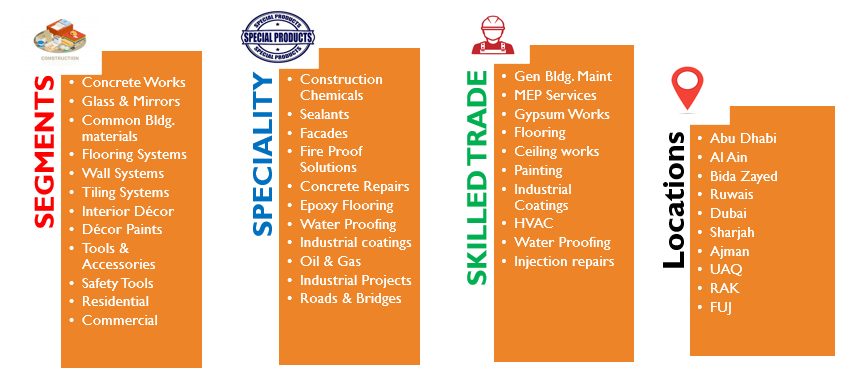 CONSTRUCTION
SEGMENTS
• Concrete Works
• Glass & Mirrors
• Common Bldg.
materials
• Flooring Systems
• Wall Systems
• Tiling Systems
• Interior Décor
• Décor Paints
• Tools &
Accessories
• Safety Tools
• Residential
• Commercial
SPECIAL PRODUCTS
SPECIAL PRODUCTS
SPECIAL PRODUCTS
SPECIALITY
• Construction
Chemicals
• Sealants
• Facades
• Fire Proof
Solutions
• Concrete Repairs
• Epoxy Flooring
• Water Proofing
• Industrial coatings
• Oil & Gas
• Industrial Projects
• Roads & Bridges
SKILLED TRADE
• Gen Bldg. Maint
• MEP Services
• Gypsum Works
• Flooring
• Ceiling works
• Painting
• Industrial
Coatings
• HVAC
• Water Proofing
• Injection repairs
Locations
• Abu Dhabi
• Al Ain
• Bida Zayed
• Ruwais
• Dubai
• Sharjah
• Ajman
• UAQ
• RAK
• FUJ